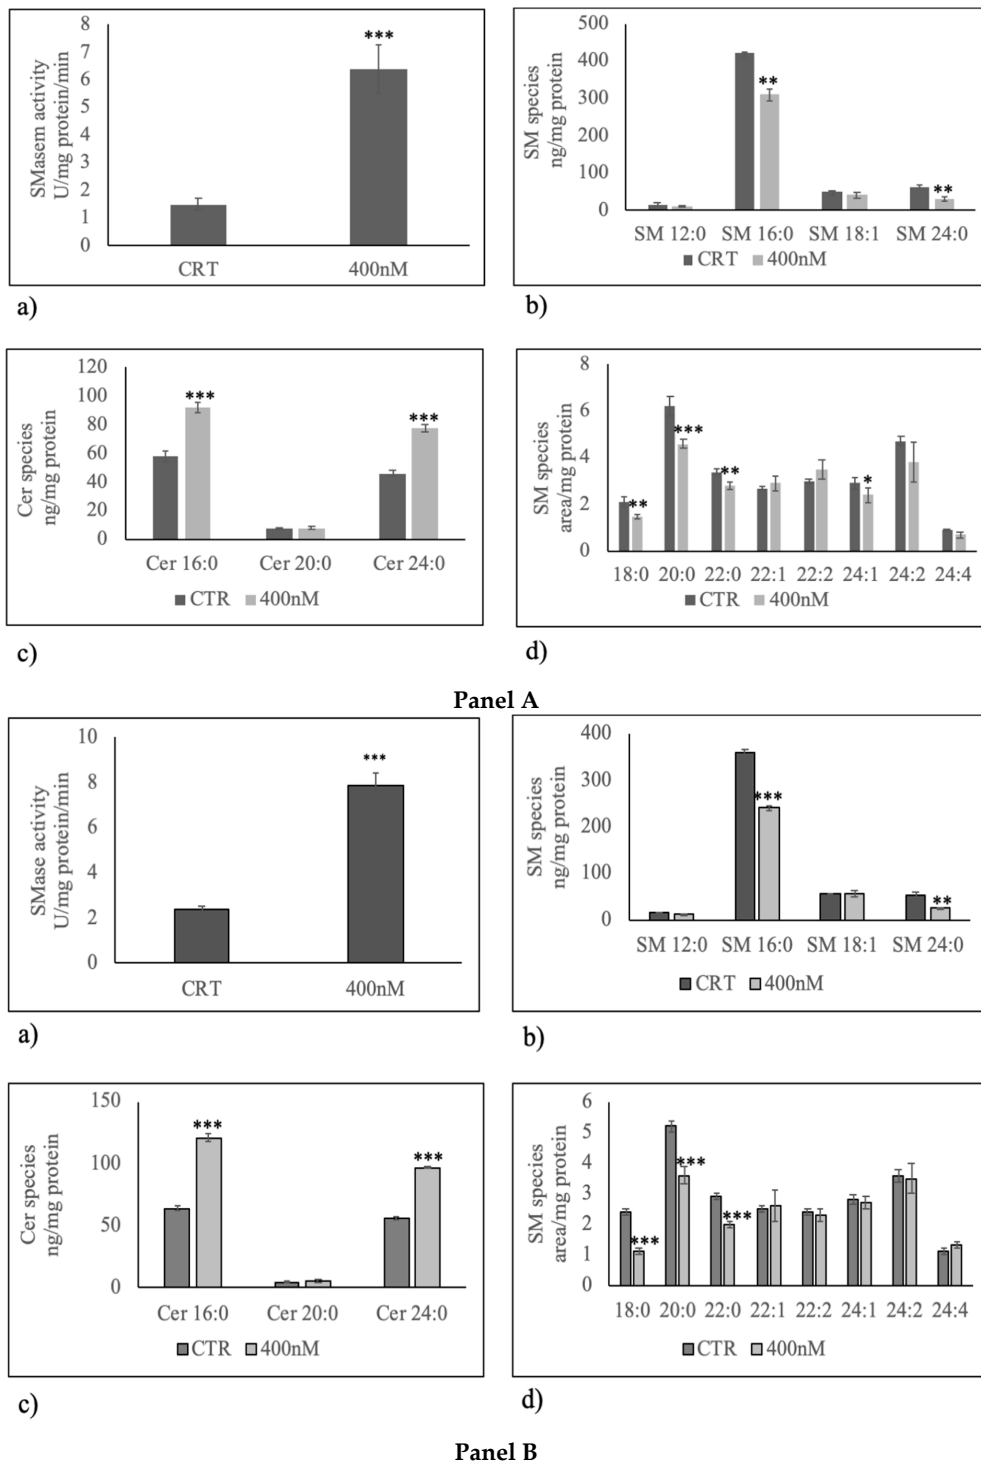 SMasem activity
U/mg protein/min
8
7
6
5
4
3
2
1
0
***
CRT
400nM
a)
SM species
ng/mg protein
500
400
300
200
100
0
**
**
SM 12:0
SM 16:0
SM 18:1
SM 24:0
CRT
400nM
b)
Cer species
ng/mg protein
120
100
80
60
40
20
0
***
***
Cer 16:0
Cer 20:0
Cer 24:0
CTR
400nM
c)
SM species
area/mg protein
8
6
4
2
0
**
***
**
*
18:0
20:0
22:0
22:1
22:2
24:1
24:2
24:4
CTR
400nM
d)
Panel A
SMase activity
U/mg protein/min
10
8
6
4
2
0
***
CRT
400nM
a)
SM species
ng/mg protein
400
300
200
100
0
***
**
SM 12:0
SM 16:0
SM 18:1
SM 24:0
CRT
400nM
b)
Cer species
ng/mg protein
150
100
50
0
***
***
Cer 16:0
Cer 20:0
Cer 24:0
CTR
400nM
c)
SM species
area/mg protein
6
5
4
3
2
1
0
***
***
***
18:0
20:0
22:0
22:1
22:2
24:1
24:2
24:4
CTR
400nM
d)
Panel B